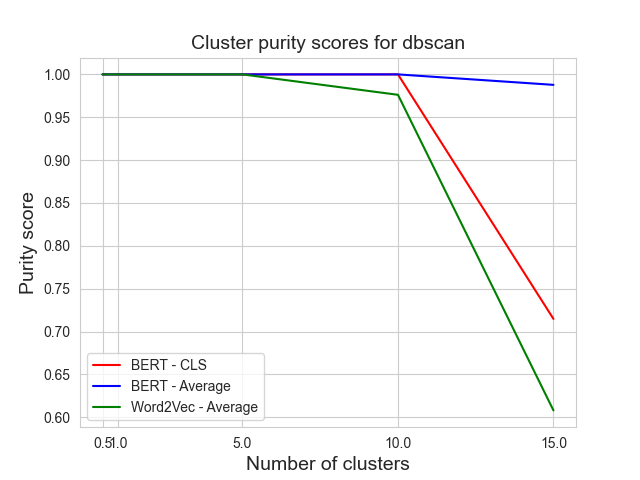 Cluster purity scores for dbscan
1.00
0.95
0.90
0.85
0.80
0.75
0.70
0.65
0.60
Purity score
BERT - CLS
BERT - Average
Word2Vec - Average
0.5 1.0 5.0 10.0 15.0
Number of clusters